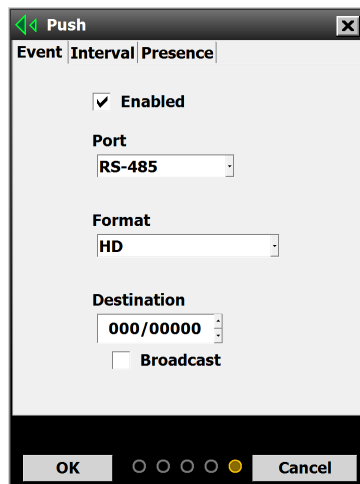 Push
Event Interval Presence
Enabled
Port
RS-485
Format
HD
Destination
000/00000
Broadcast
OK Cancel